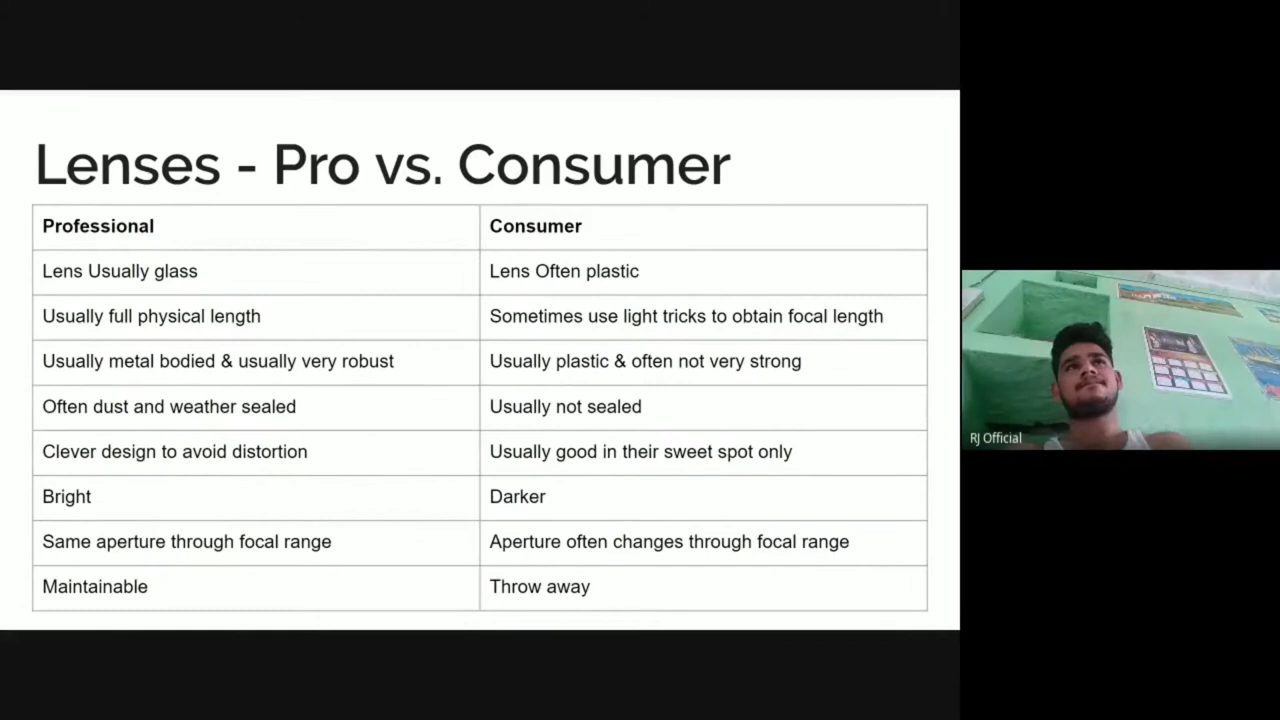 Lenses - Pro vs. Consumer
Professional
Consumer
Lens Usually glass
Lens Often plastic
Usually full physical length
Sometimes use light tricks to obtain focal length
Usually metal bodied & usually very robust
Usually plastic & often not very strong
Often dust and weather sealed
Usually not sealed
Clever design to avoid distortion
Usually good in their sweet spot only
Bright
Darker
Same aperture through focal range
Aperture often changes through focal range
Maintainable
Throw away
RJ Official